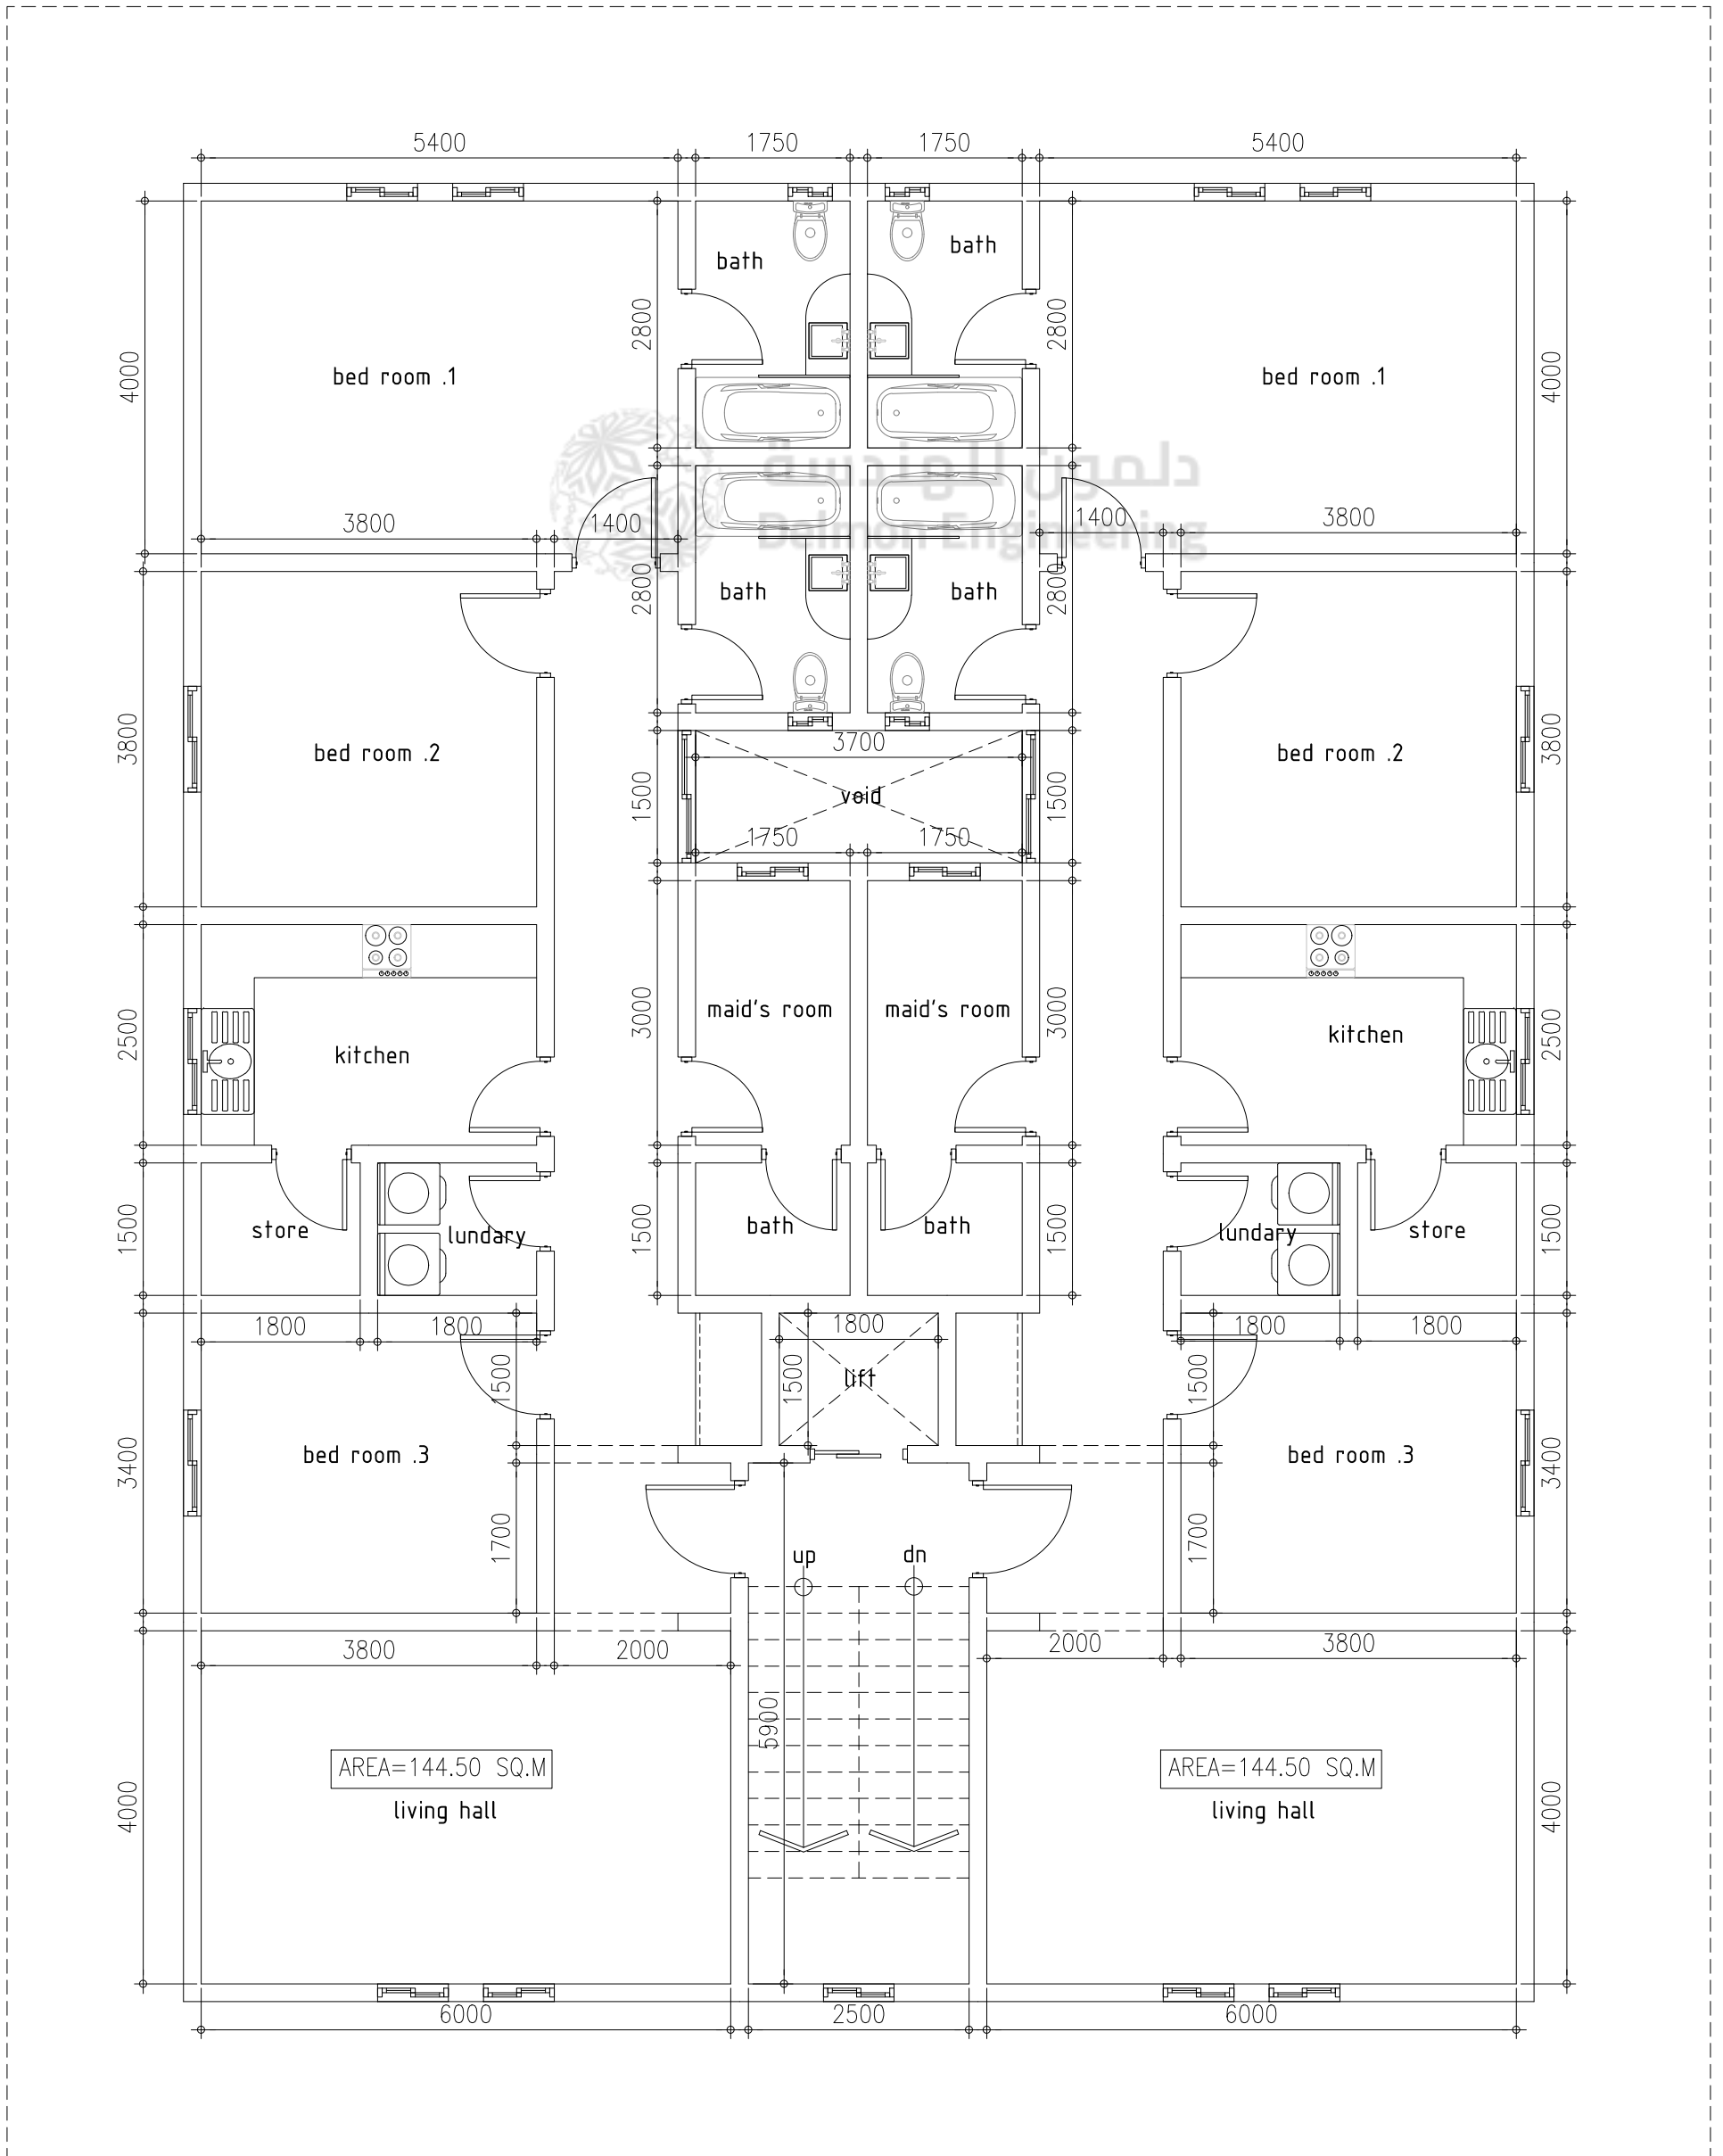 5400 1750 1750 5400
bath bath
2800 2800
4000 bed room .1 bed room .1 4000
دلمون للهندسة
Delmon Engineering
3800 1400 1400 3800
2800 bath bath 2800
3700
3800 bed room .2 bed room .2 3800
1500 void 1500
1750 1750
3000 maid's room maid's room 3000
2500 kitchen kitchen 2500
1500 store lundary 1500 bath bath 1500 lundary store 1500
1800 1800 1800 1800 1800
1500 1500 lift 1500
3400 bed room .3 bed room .3 3400
1700 up dn 1700
3800 2000 2000 3800
5900
AREA=144.50 SQ.M AREA=144.50 SQ.M
4000 living hall living hall 4000
6000 2500 6000